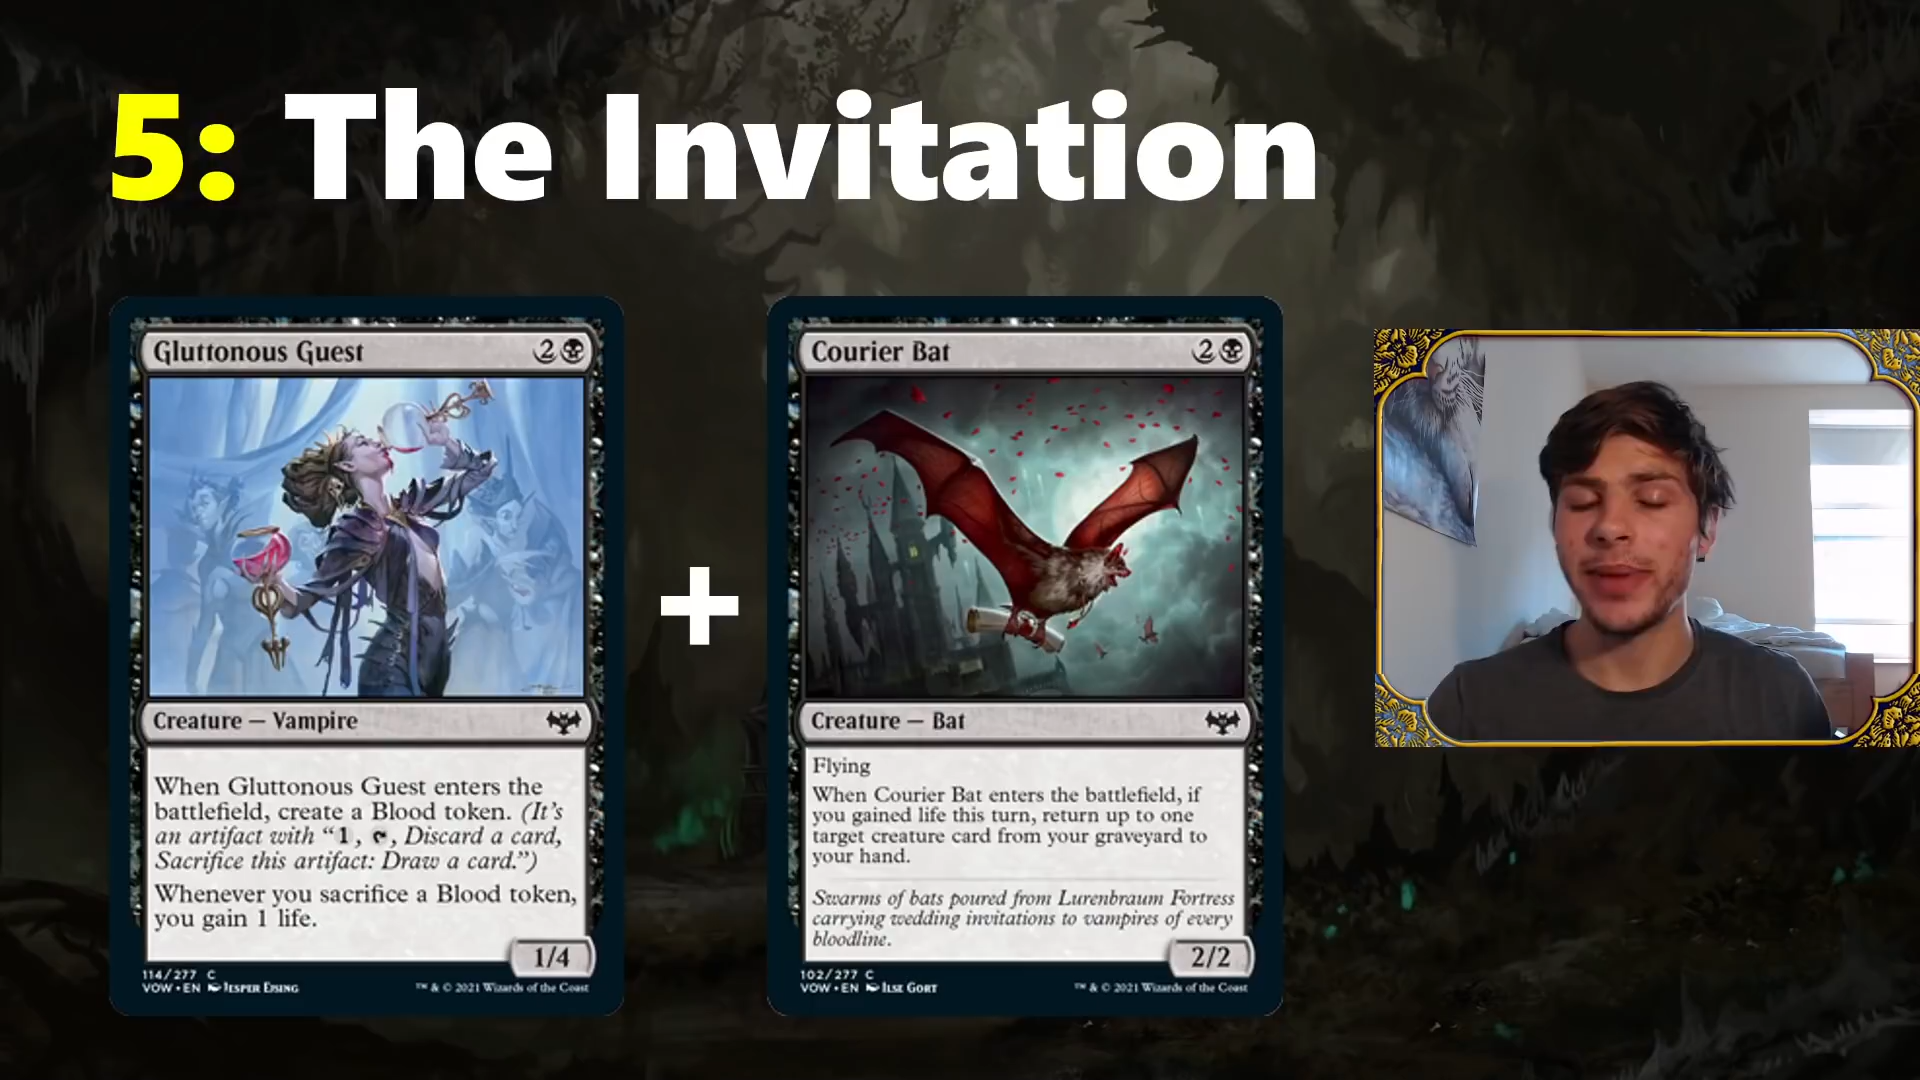 5: The Invitation
Gluttonous Guest 2
Creature — Vampire
When Gluttonous Guest enters the
battlefield, create a Blood token. (It's
an artifact with “1, , Discard a card,
Sacrifice this artifact: Draw a card.”)
Whenever you sacrifice a Blood token,
you gain 1 life.
1/4
114/277 C
VOW • EN Jesper Ejsing
™ & © 2021 Wizards of the Coast
+
Courier Bat 2
Creature — Bat
Flying
When Courier Bat enters the battlefield, if
you gained life this turn, return up to one
target creature card from your graveyard to
your hand.
Swarms of bats poured from Lurenbraum Fortress
carrying wedding invitations to vampires of every
bloodline.
2/2
102/277 C
VOW • EN Ilse Gort
™ & © 2021 Wizards of the Coast